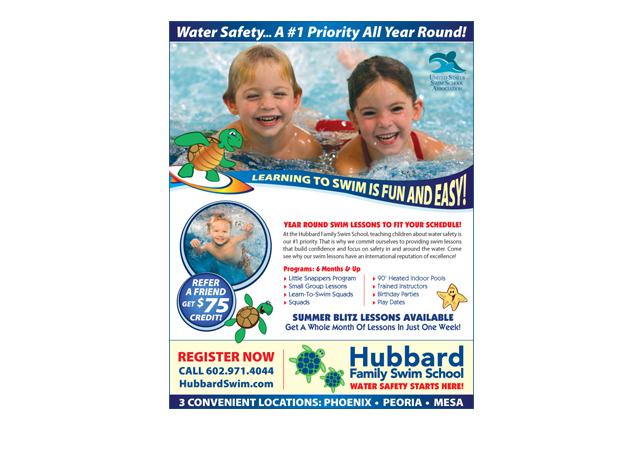 Water Safety... A #1 Priority All Year Round!
UNITED STATES
SWIM SCHOOL
ASSOCIATION
LEARNING TO SWIM IS FUN AND EASY!
YEAR ROUND SWIM LESSONS TO FIT YOUR SCHEDULE!
At the Hubbard Family Swim School, teaching children about water safety is
our #1 priority. That is why we commit ourselves to providing swim lessons
that build confidence and focus on safety in and around the water. Come
see why our swim lessons have an international reputation of excellence!
Programs: 6 Months & Up
Little Snappers Program
Small Group Lessons
Learn-To-Swim Squads
Squads
90° Heated Indoor Pools
Trained Instructors
Birthday Parties
Play Dates
REFER
A FRIEND
GET $75
CREDIT!
SUMMER BLITZ LESSONS AVAILABLE
Get A Whole Month Of Lessons In Just One Week!
REGISTER NOW
CALL 602.971.4044
HubbardSwim.com
Hubbard
Family Swim School
WATER SAFETY STARTS HERE!
3 CONVENIENT LOCATIONS: PHOENIX • PEORIA • MESA